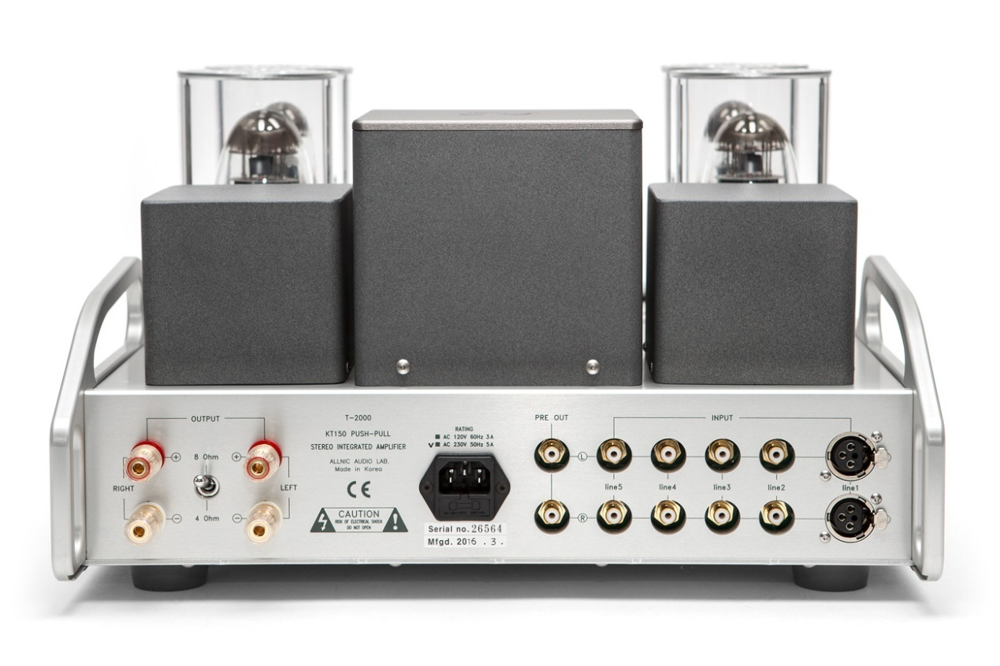 OUTPUT
+
+
8 Ohm
RIGHT
LEFT
4 Ohm
−
−
T-2000
KT150 PUSH-PULL
STEREO INTEGRATED AMPLIFIER
ALLNIC AUDIO LAB.
Made in Korea
CE
CAUTION
RISK OF ELECTRICAL SHOCK
DO NOT OPEN
RATING
AC 120V 60Hz 3A
V AC 230V 50Hz 5A
Serial no. 26564
Mfgd. 2016 . 3 .
PRE OUT
INPUT
L
line5
line4
line3
line2
line1
R